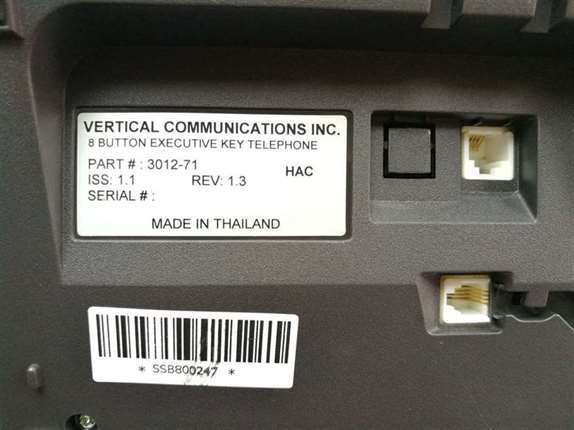 VERTICAL COMMUNICATIONS INC.
8 BUTTON EXECUTIVE KEY TELEPHONE
PART # : 3012-71 HAC
ISS: 1.1 REV: 1.3
SERIAL # :
MADE IN THAILAND
* SSB800247 *